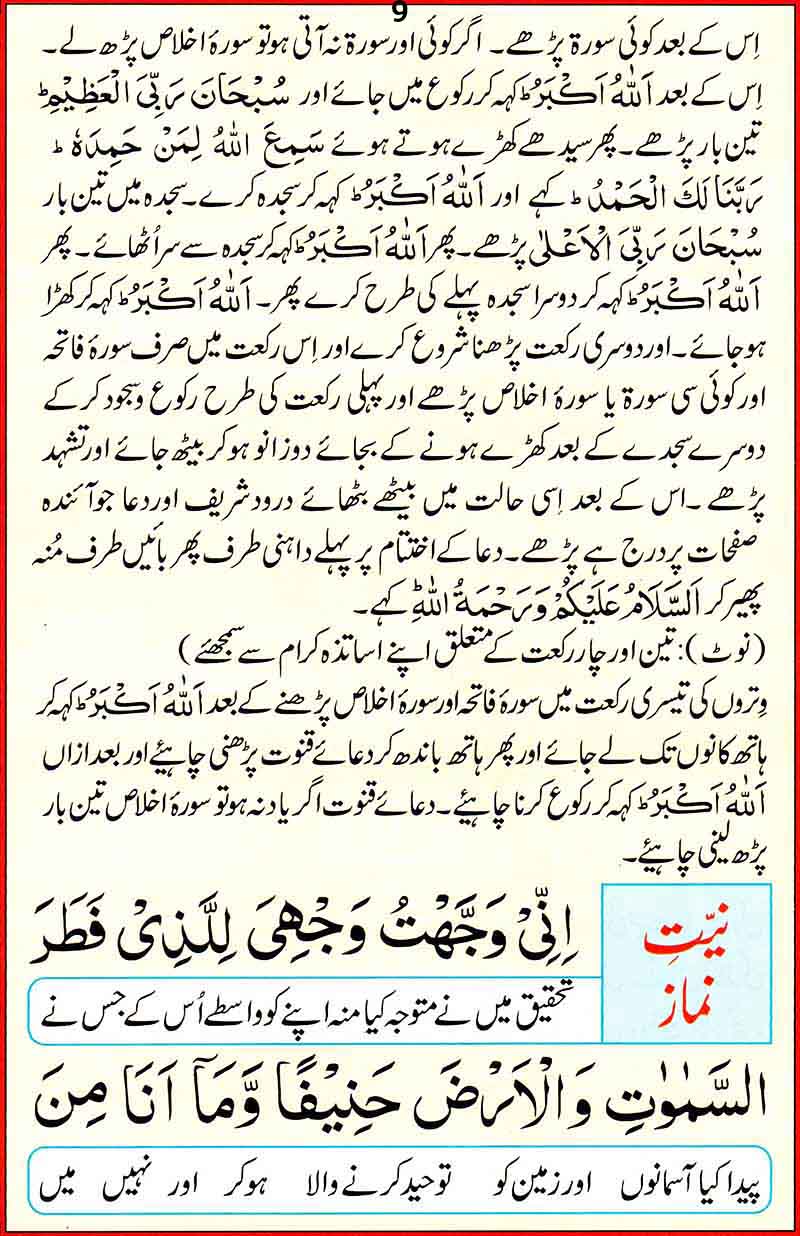 9
اِس کے بعد کوئی سورۃ پڑھے۔ اگر کوئی اور سورۃ نہ آتی ہو تو سورۂ اخلاص پڑھ لے۔
اِس کے بعد اَللّٰهُ اَكْبَرُ ؕ کہہ کر رکوع میں جائے اور سُبْحَانَ رَبِّیَ الْعَظِیْمِ ؕ
تین بار پڑھے۔ پھر سیدھے کھڑے ہوتے ہوئے سَمِعَ اللّٰهُ لِمَنْ حَمِدَهٗ ؕ
رَبَّنَا لَكَ الْحَمْدُ ؕ کہے اور اَللّٰهُ اَكْبَرُ ؕ کہہ کر سجدہ کرے۔ سجدہ میں تین بار
سُبْحَانَ رَبِّیَ الْاَعْلٰی پڑھے۔ پھر اَللّٰهُ اَكْبَرُ ؕ کہہ کر سجدہ سے سر اُٹھائے۔ پھر
اَللّٰهُ اَكْبَرُ ؕ کہہ کر دوسرا سجدہ پہلے کی طرح کرے پھر۔ اَللّٰهُ اَكْبَرُ ؕ کہہ کر کھڑا
ہو جائے۔ اور دوسری رکعت پڑھنا شروع کرے اور اِس رکعت میں صرف سورۂ فاتحہ
اور کوئی سی سورۃ یا سورۂ اخلاص پڑھے اور پہلی رکعت کی طرح رکوع و سجود کر کے
دوسرے سجدے کے بعد کھڑے ہونے کے بجائے دوزانو ہو کر بیٹھ جائے اور تشہد
پڑھے۔ اس کے بعد اِسی حالت میں بیٹھے بٹھائے درود شریف اور دعا جو آئندہ
صفحات پر درج ہے پڑھے۔ دعا کے اختتام پر پہلے داہنی طرف پھر بائیں طرف مُنہ
پھیر کر اَلسَّلَامُ عَلَیْكُمْ وَرَحْمَةُ اللّٰهِ ؕ کہے۔
(نوٹ): تین اور چار رکعت کے متعلق اپنے اساتذہ کرام سے سمجھئے)
وِتروں کی تیسری رکعت میں سورۂ فاتحہ اور سورۂ اخلاص پڑھنے کے بعد اَللّٰهُ اَكْبَرُ ؕ کہہ کر
ہاتھ کانوں تک لے جائے اور پھر ہاتھ باندھ کر دعائے قنوت پڑھنی چاہیئے اور بعد ازاں
اَللّٰهُ اَكْبَرُ ؕ کہہ کر رکوع کرنا چاہیئے۔ دعائے قنوت اگر یاد نہ ہو تو سورۂ اخلاص تین بار
پڑھ لینی چاہیئے۔
نیّتِ
نماز
اِنِّیْ وَجَّهْتُ وَجْهِیَ لِلَّذِیْ فَطَرَ
تحقیق میں نے متوجہ کیا منہ اپنے کو واسطے اُس کے جس نے
السَّمٰوٰتِ وَالْاَرْضَ حَنِیْفًا وَّمَآ اَنَا مِنَ
پیدا کیا آسمانوں اور زمین کو توحید کرنے والا ہو کر اور نہیں میں